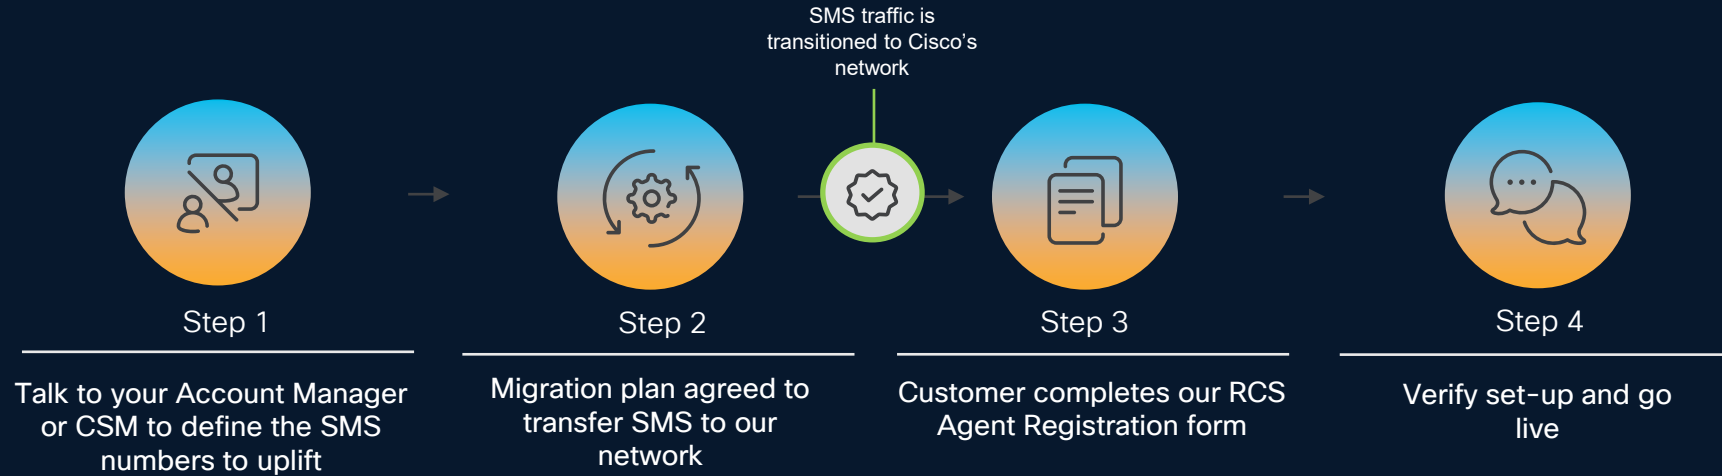 SMS traffic is
transitioned to Cisco's
network
Step 1
Talk to your Account Manager
or CSM to define the SMS
numbers to uplift
Step 2
Migration plan agreed to
transfer SMS to our
network
Step 3
Customer completes our RCS
Agent Registration form
Step 4
Verify set-up and go
live